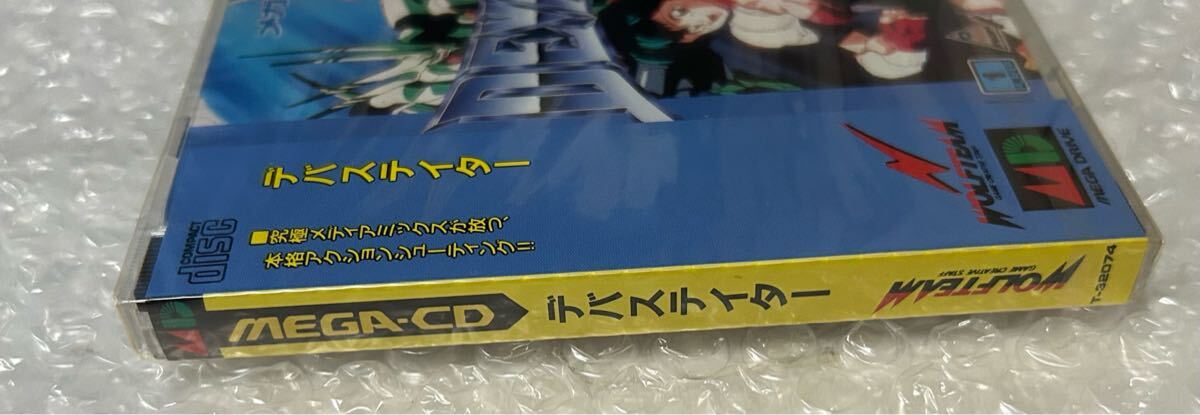 デバステイター
COMPACT
disc
■究極メディアミックスが放つ、
本格アクションシューティング!!
WOLFTEAM
GAME CREATIVE STAFF
MD
MEGA DRIVE
MD
MEGA-CD
デバステイター
WOLFTEAM
GAME CREATIVE STAFF
T-32074